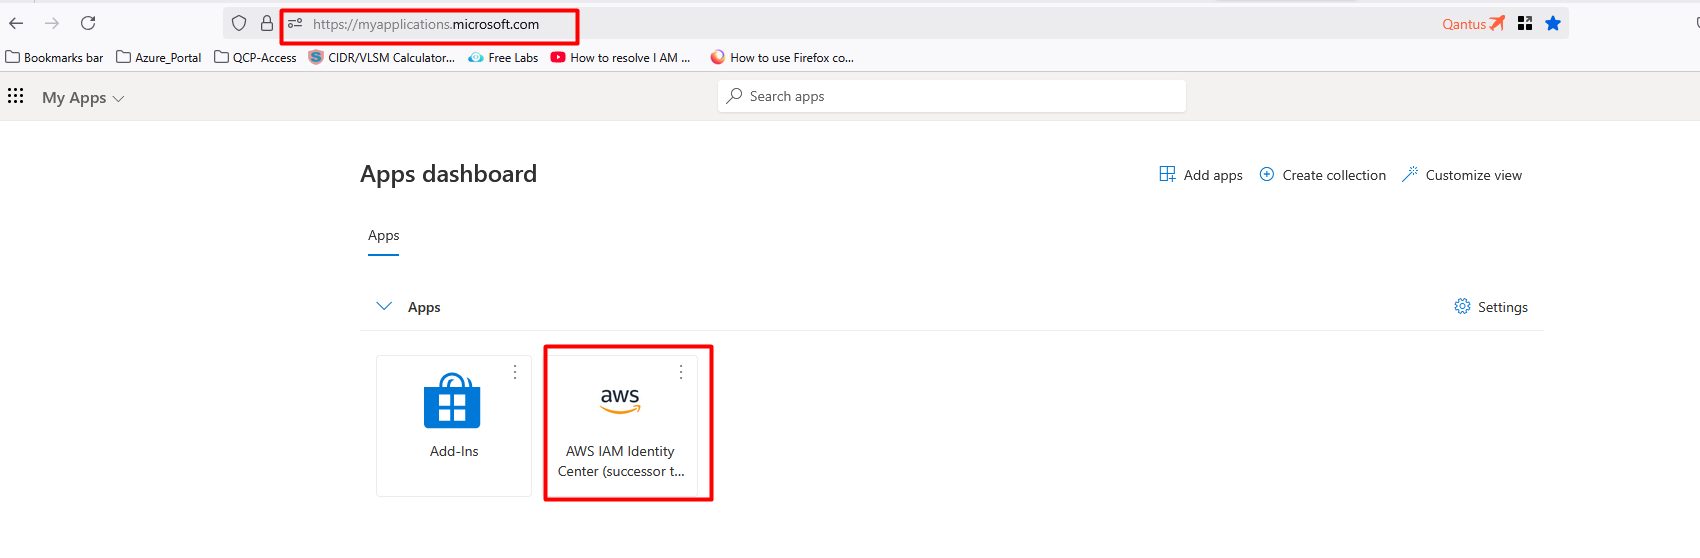 https://myapplications.microsoft.com
Qantus
Bookmarks bar Azure_Portal QCP-Access CIDR/VLSM Calculator... Free Labs How to resolve I AM ... How to use Firefox co...
My Apps
Search apps
Apps dashboard
Add apps Create collection Customize view
Apps
Apps
Settings
aws
Add-Ins
AWS IAM Identity
Center (successor t...